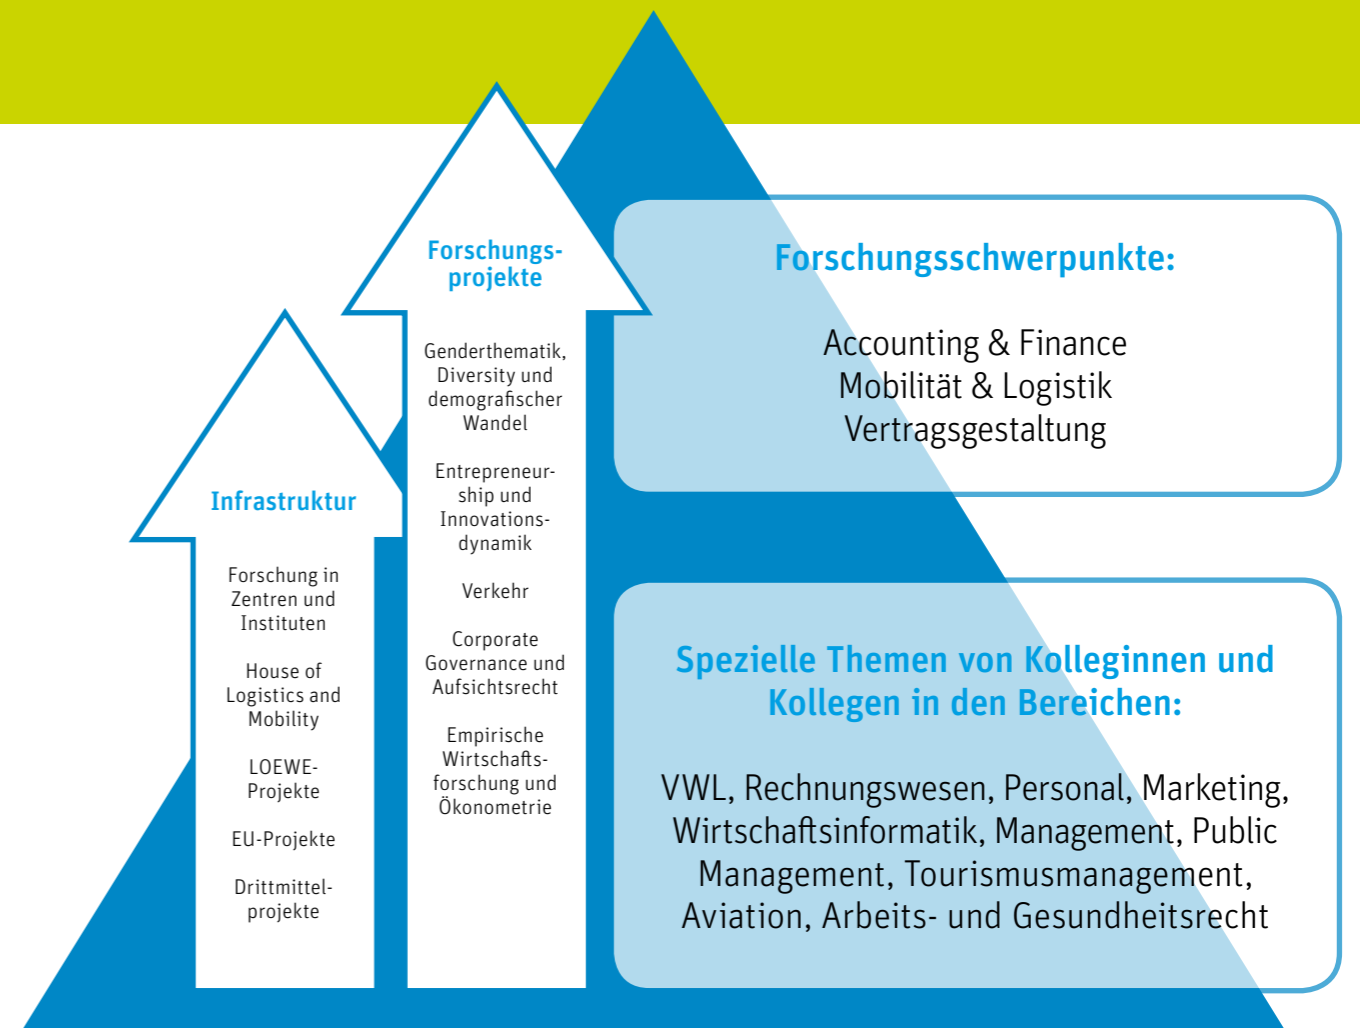 Infrastruktur
Forschung in
Zentren und
Instituten
House of
Logistics and
Mobility
LOEWE-
Projekte
EU-Projekte
Drittmittel-
projekte
Forschungs-
projekte
Genderthematik,
Diversity und
demografischer
Wandel
Entrepreneur-
ship und
Innovations-
dynamik
Verkehr
Corporate
Governance und
Aufsichtsrecht
Empirische
Wirtschafts-
forschung und
Ökonometrie
Forschungsschwerpunkte:
Accounting & Finance
Mobilität & Logistik
Vertragsgestaltung
Spezielle Themen von Kolleginnen und
Kollegen in den Bereichen:
VWL, Rechnungswesen, Personal, Marketing,
Wirtschaftsinformatik, Management, Public
Management, Tourismusmanagement,
Aviation, Arbeits- und Gesundheitsrecht